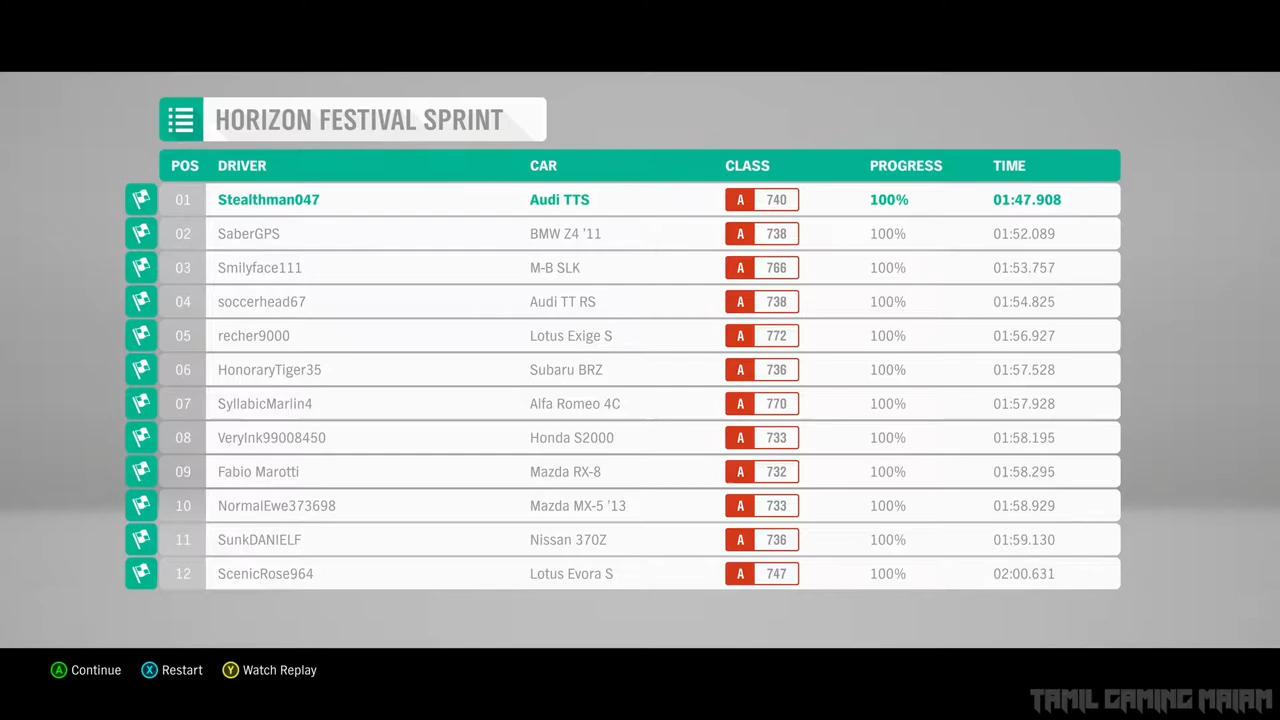 HORIZON FESTIVAL SPRINT
POS DRIVER CAR CLASS PROGRESS TIME
01 Stealthman047 Audi TTS A 740 100% 01:47.908
02 SaberGPS BMW Z4 '11 A 738 100% 01:52.089
03 Smilyface111 M-B SLK A 766 100% 01:53.757
04 soccerhead67 Audi TT RS A 738 100% 01:54.825
05 recher9000 Lotus Exige S A 772 100% 01:56.927
06 HonoraryTiger35 Subaru BRZ A 736 100% 01:57.528
07 SyllabicMarlin4 Alfa Romeo 4C A 770 100% 01:57.928
08 VeryInk99008450 Honda S2000 A 733 100% 01:58.195
09 Fabio Marotti Mazda RX-8 A 732 100% 01:58.295
10 NormalEwe373698 Mazda MX-5 '13 A 733 100% 01:58.929
11 SunkDANIELF Nissan 370Z A 736 100% 01:59.130
12 ScenicRose964 Lotus Evora S A 747 100% 02:00.631
A Continue X Restart Y Watch Replay
TAMIL GAMING MAIAM